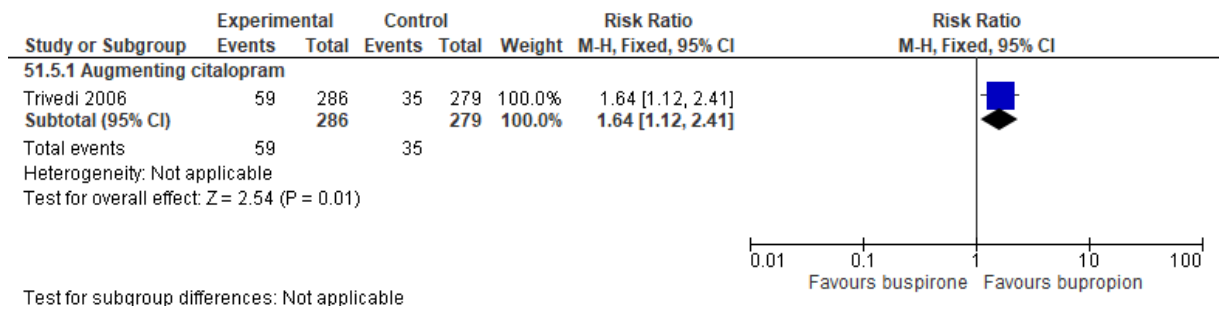 Experimental Control Risk Ratio Risk Ratio
Study or Subgroup Events Total Events Total Weight M-H, Fixed, 95% CI M-H, Fixed, 95% CI
51.5.1 Augmenting citalopram
Trivedi 2006 59 286 35 279 100.0% 1.64 [1.12, 2.41]
Subtotal (95% CI) 286 279 100.0% 1.64 [1.12, 2.41]
Total events 59 35
Heterogeneity: Not applicable
Test for overall effect: Z = 2.54 (P = 0.01)
0.01 0.1 1 10 100
Favours buspirone Favours bupropion
Test for subgroup differences: Not applicable